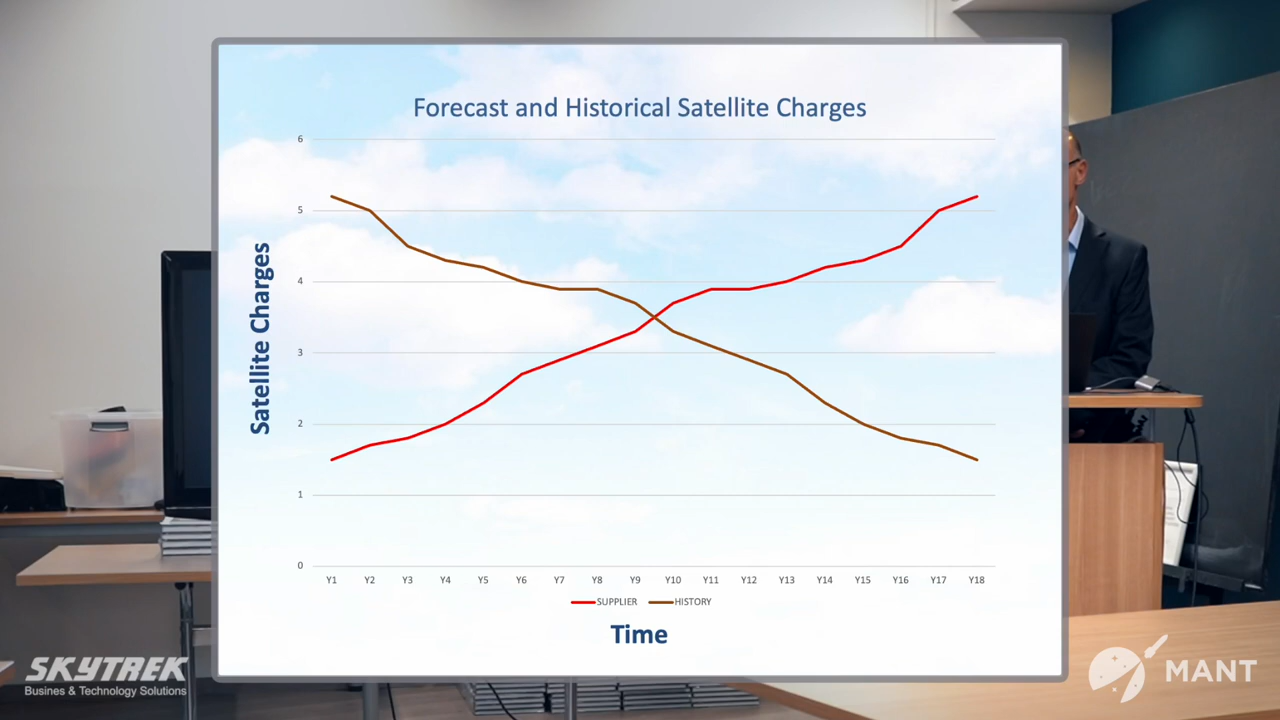 Forecast and Historical Satellite Charges
6
5
4
3
2
1
0
Satellite Charges
Y1 Y2 Y3 Y4 Y5 Y6 Y7 Y8 Y9 Y10 Y11 Y12 Y13 Y14 Y15 Y16 Y17 Y18
SUPPLIER HISTORY
Time
SKYTREK
Busines & Technology Solutions
MANT